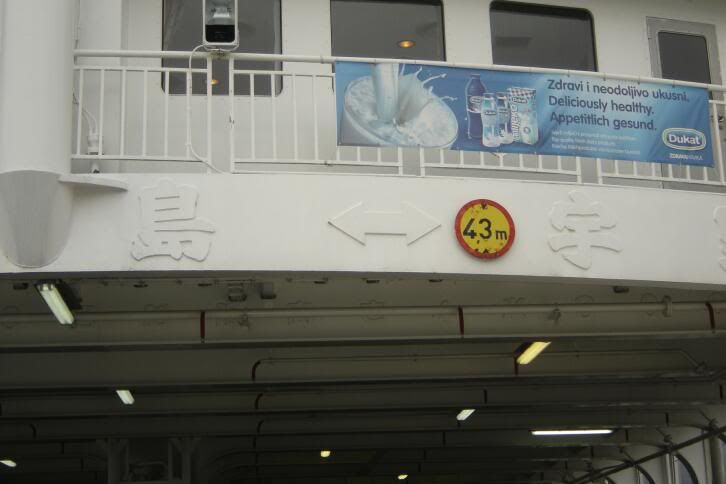 Zdravi i neodoljivo ukusni.
Deliciously healthy.
Appetitlich gesund.
Dukat
島
43m
宇